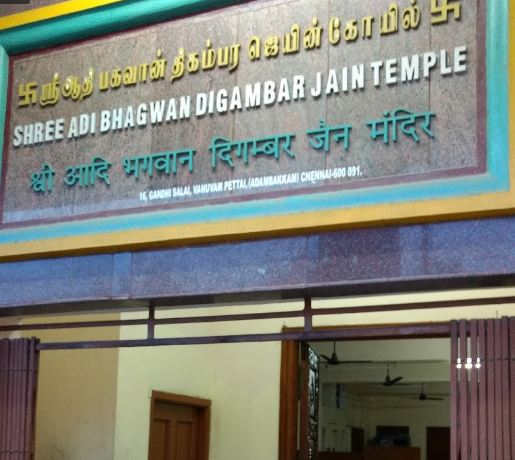 卐 ஸ்ரீ ஆதி பகவான் திகம்பர ஜெயின் கோயில் 卐
SHREE ADI BHAGWAN DIGAMBAR JAIN TEMPLE
श्री आदि भगवान दिगम्बर जैन मंदिर
16, GANDHI SALAI, VANUVAM PETTAI, (ADAMBAKKAM) CHENNAI-600 091.